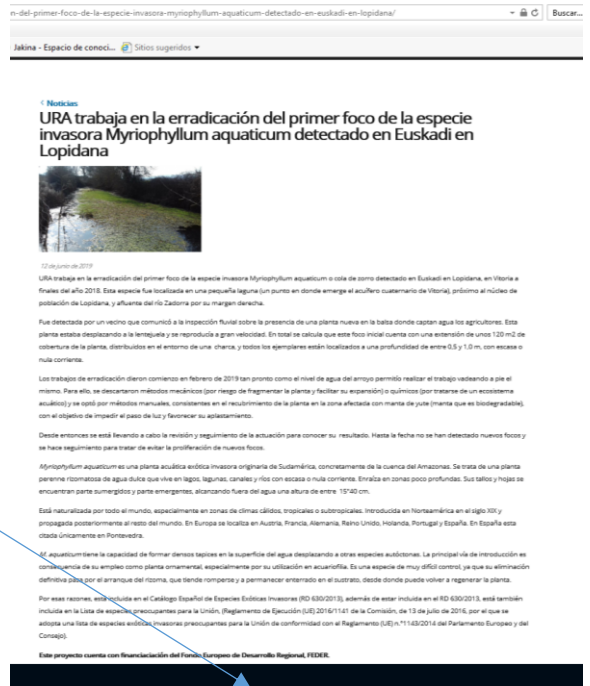 n-del-primer-foco-de-la-especie-invasora-myriophyllum-aquaticum-detectado-en-euskadi-en-lopidana/
Buscar...
Jakina - Espacio de conoci...
Sitios sugeridos
Noticias
URA trabaja en la erradicación del primer foco de la especie
invasora Myriophyllum aquaticum detectado en Euskadi en
Lopidana
12 de junio de 2019
URA trabaja en la erradicación del primer foco de la especie invasora Myriophyllum aquaticum o cola de zorro detectado en Euskadi en Lopidana, en Vitoria a
finales del año 2018. Esta especie fue localizada en una pequeña laguna (un punto en donde emerge el acuífero cuaternario de Vitoria), próximo al núcleo de
población de Lopidana, y afluente del río Zadorra por su margen derecha.
Fue detectada por un vecino que comunicó a la inspección fluvial sobre la presencia de una planta nueva en la balsa donde captan agua los agricultores. Esta
planta estaba desplazando a la lentejuela y se reproducía a gran velocidad. En total se calcula que este foco inicial cuenta con una extensión de unos 120 m2 de
cobertura de la planta, distribuidos en el entorno de una charca, y todos los ejemplares están localizados a una profundidad de entre 0,5 y 1,0 m, con escasa o
nula corriente.
Los trabajos de erradicación dieron comienzo en febrero de 2019 tan pronto como el nivel de agua del arroyo permitío realizar el trabajo vadeando a pie el
mismo. Para ello, se descartaron métodos mecánicos (por riesgo de fragmentar la planta y facilitar su expansión) o químicos (por tratarse de un ecosistema
acuático) y se optó por métodos manuales, consistentes en el recubrimiento de la planta en la zona afectada con manta de yute (manta que es biodegradable),
con el objetivo de impedir el paso de luz y favorecer su aplastamiento.
Desde entonces se está llevando a cabo la revisión y seguimiento de la actuación para conocer su resultado. Hasta la fecha no se han detectado nuevos focos y
se hace seguimiento para tratar de evitar la proliferación de nuevos focos.
Myriophyllum aquaticum es una planta acuática exótica invasora originaria de Sudamérica, concretamente de la cuenca del Amazonas. Se trata de una planta
perenne rizomatosa de agua dulce que vive en lagos, lagunas, canales y ríos con escasa o nula corriente. Enraíza en zonas poco profundas. Sus tallos y hojas se
encuentran parte sumergidos y parte emergentes, alcanzando fuera del agua una altura de entre 15"40 cm.
Está naturalizada por todo el mundo, especialmente en zonas de climas cálidos, tropicales o subtropicales. Introducida en Norteamérica en el siglo XIX y
propagada posteriormente al resto del mundo. En Europa se localiza en Austria, Francia, Alemania, Reino Unido, Holanda, Portugal y España. En España esta
citada únicamente en Pontevedra.
M. aquaticum tiene la capacidad de formar densos tapices en la superficie del agua desplazando a otras especies autóctonas. La principal vía de introducción es
consecuencia de su empleo como planta ornamental, especialmente por su utilización en acuariofilia. Es una especie de muy difícil control, ya que su eliminación
definitiva pasa por el arranque del rizoma, que tiende romperse y a permanecer enterrado en el sustrato, desde donde puede volver a regenerar la planta.
Por esas razones, está incluida en el Catálogo Español de Especies Exóticas Invasoras (RD 630/2013), además de estar incluida en el RD 630/2013, está también
incluida en la Lista de especies preocupantes para la Unión, (Reglamento de Ejecución (UE) 2016/1141 de la Comisión, de 13 de julio de 2016, por el que se
adopta una lista de especies exóticas invasoras preocupantes para la Unión de conformidad con el Reglamento (UE) n.°1143/2014 del Parlamento Europeo y del
Consejo).
Este proyecto cuenta con financiaciación del Fondo Europeo de Desarrollo Regional, FEDER.